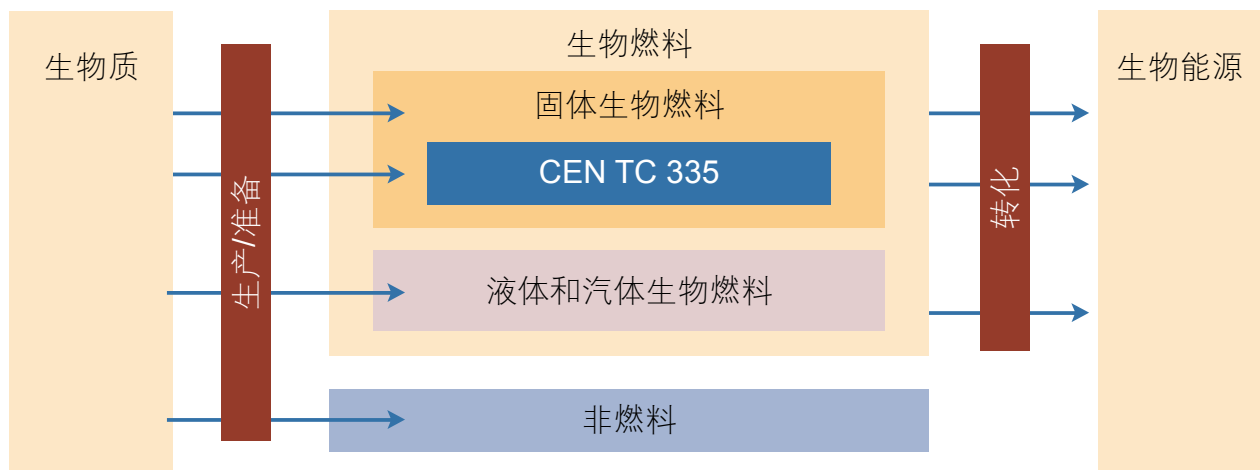 生物质
生产/准备
生物燃料
固体生物燃料
CEN TC 335
液体和汽体生物燃料
非燃料
转化
生物能源